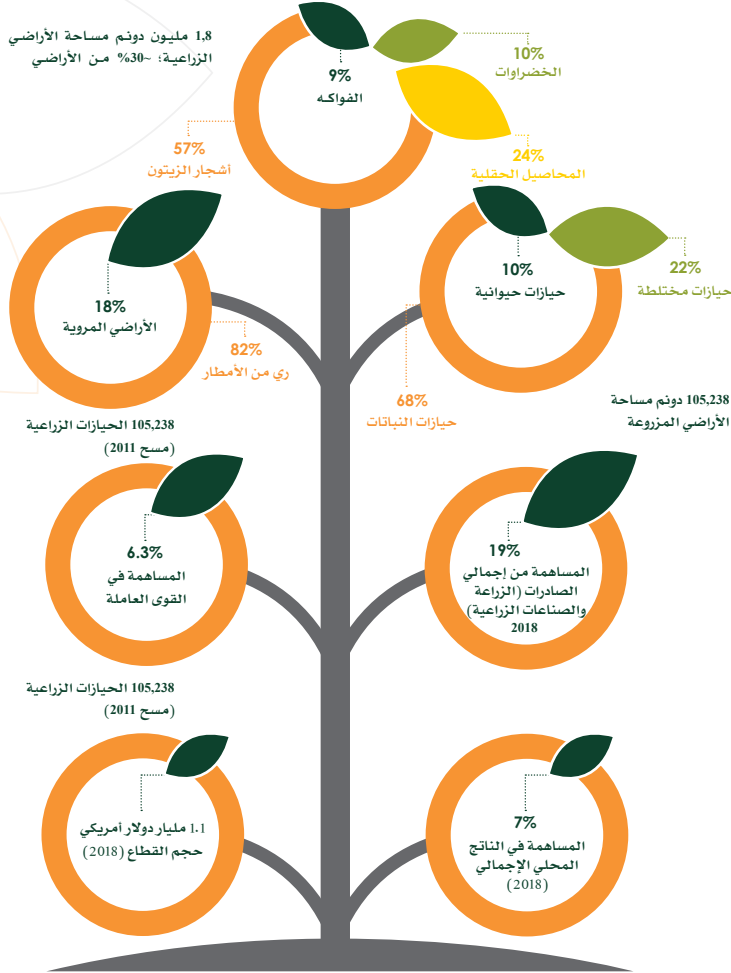 1,8 مليون دونم مساحة الأراضي
الزراعية؛ ~30% من الأراضي
9%
الفواكه
10%
الخضراوات
57%
أشجار الزيتون
24%
المحاصيل الحقلية
18%
الأراضي المروية
82%
ري من الأمطار
10%
حيازات حيوانية
22%
حيازات مختلطة
68%
حيازات النباتات
105,238 دونم مساحة
الأراضي المزروعة
105,238 الحيازات الزراعية
(مسح 2011)
6.3%
المساهمة في
القوى العاملة
19%
المساهمة من إجمالي
الصادرات (الزراعة
والصناعات الزراعية)
2018
105,238 الحيازات الزراعية
(مسح 2011)
1.1 مليار دولار أمريكي
حجم القطاع (2018)
7%
المساهمة في الناتج
المحلي الإجمالي
(2018)